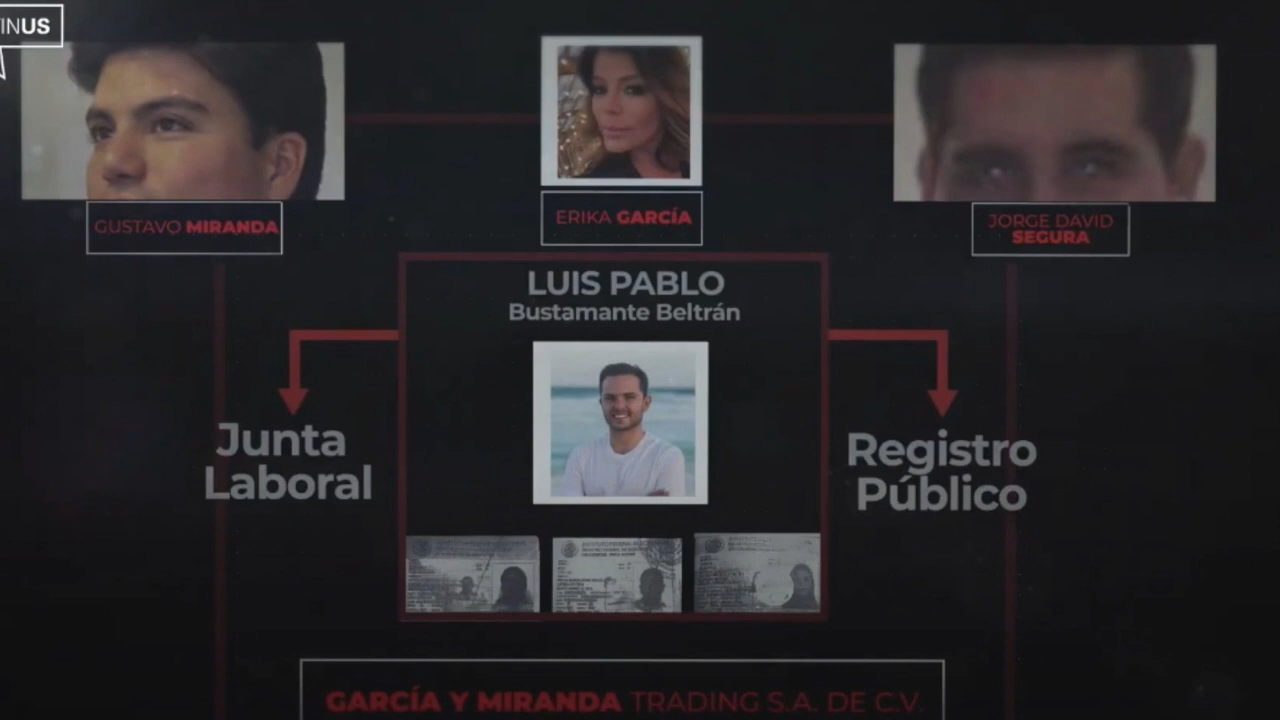 INUS
GUSTAVO MIRANDA
ERIKA GARCÍA
JORGE DAVID
SEGURA
LUIS PABLO
Bustamante Beltrán
Junta
Laboral
Registro
Público
GARCÍA Y MIRANDA TRADING S.A. DE C.V.